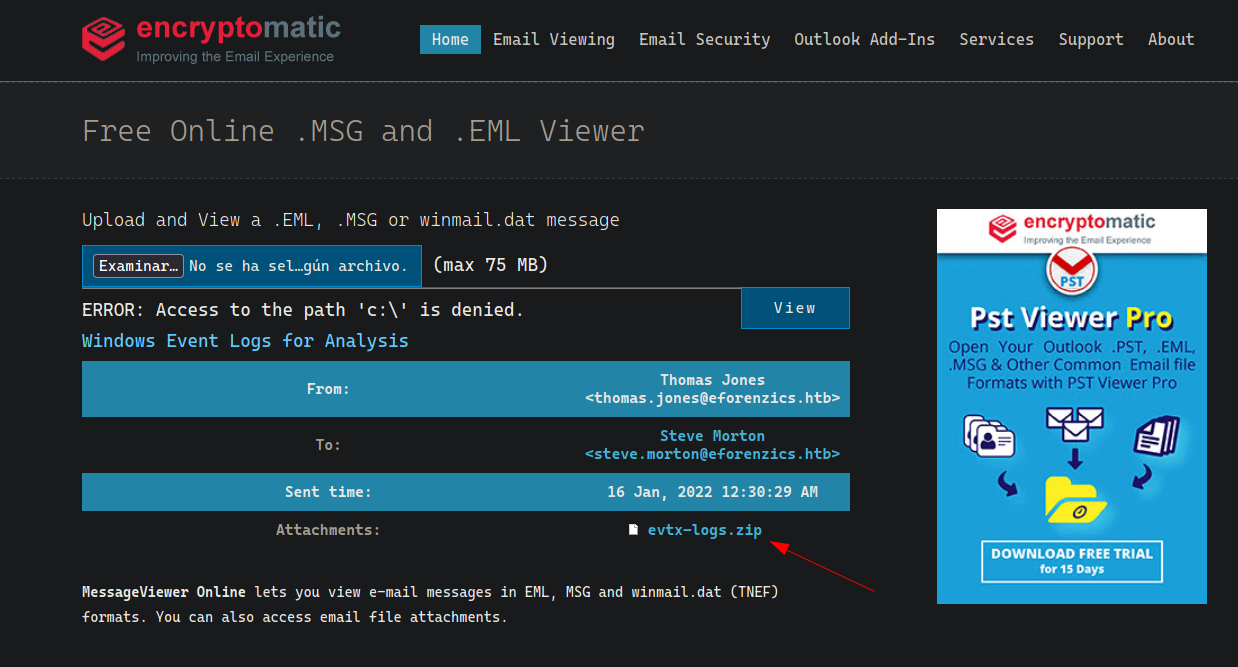 encryptomatic
Improving the Email Experience
Home Email Viewing Email Security Outlook Add-Ins Services Support About
Free Online .MSG and .EML Viewer
Upload and View a .EML, .MSG or winmail.dat message
Examinar… No se ha sel…gún archivo. (max 75 MB)
View
ERROR: Access to the path 'c:\' is denied.
Windows Event Logs for Analysis
From: Thomas Jones
<thomas.jones@eforenzics.htb>
To: Steve Morton
<steve.morton@eforenzics.htb>
Sent time: 16 Jan, 2022 12:30:29 AM
Attachments: evtx-logs.zip
MessageViewer Online lets you view e-mail messages in EML, MSG and winmail.dat (TNEF)
formats. You can also access email file attachments.
encryptomatic
Improving the Email Experience
PST
Pst Viewer Pro
Open Your Outlook .PST, .EML,
.MSG & Other Common Email file
Formats with PST Viewer Pro
DOWNLOAD FREE TRIAL
for 15 Days